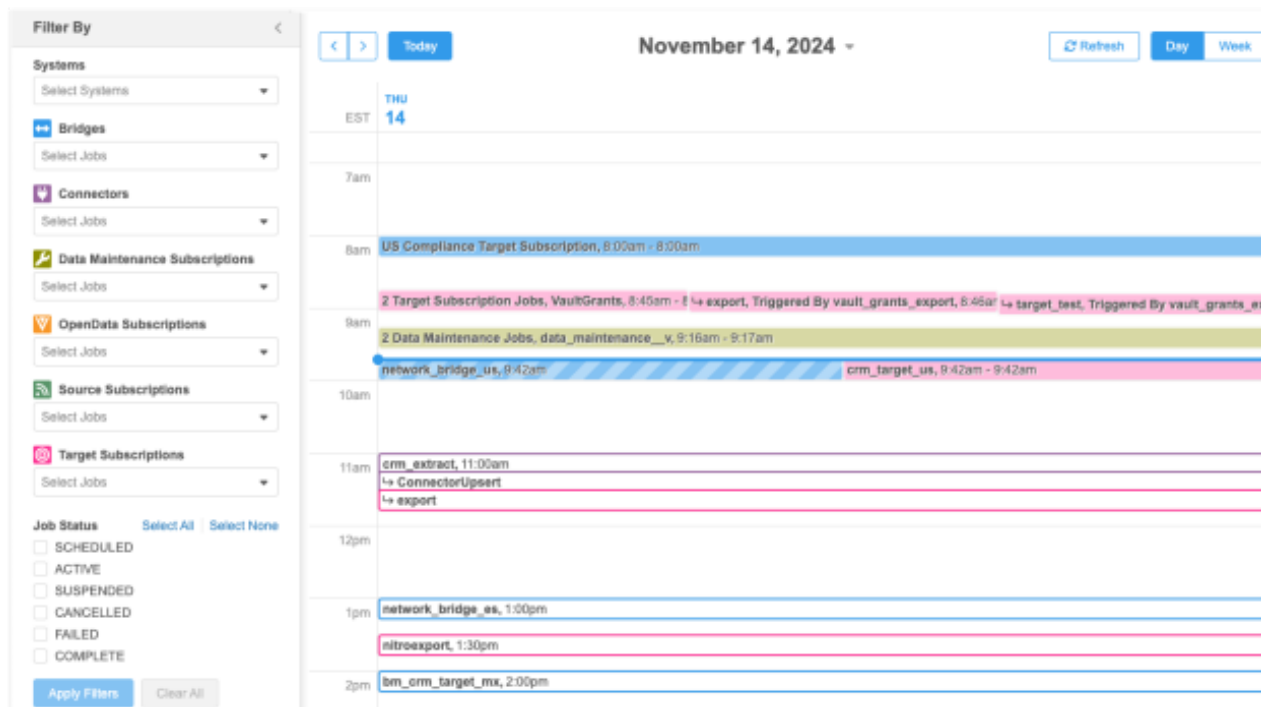 Filter By
Systems
Select Systems
Bridges
Select Jobs
Connectors
Select Jobs
Data Maintenance Subscriptions
Select Jobs
OpenData Subscriptions
Select Jobs
Source Subscriptions
Select Jobs
Target Subscriptions
Select Jobs
Job Status Select All Select None
SCHEDULED
ACTIVE
SUSPENDED
CANCELLED
FAILED
COMPLETE
Apply Filters Clear All
< > Today November 14, 2024 Refresh Day Week
THU
EST 14
7am
8am US Compliance Target Subscription, 8:00am - 8:00am
2 Target Subscription Jobs, VaultGrants, 8:45am - ↳ export, Triggered By vault_grants_export, 8:46am ↳ target_test, Triggered By vault_grants_e
9am
2 Data Maintenance Jobs, data_maintenance__v, 9:16am - 9:17am
network_bridge_us, 9:42am crm_target_us, 9:42am - 9:42am
10am
11am crm_extract, 11:00am
↳ ConnectorUpsert
↳ export
12pm
1pm network_bridge_es, 1:00pm
nitroexport, 1:30pm
2pm bm_crm_target_mx, 2:00pm